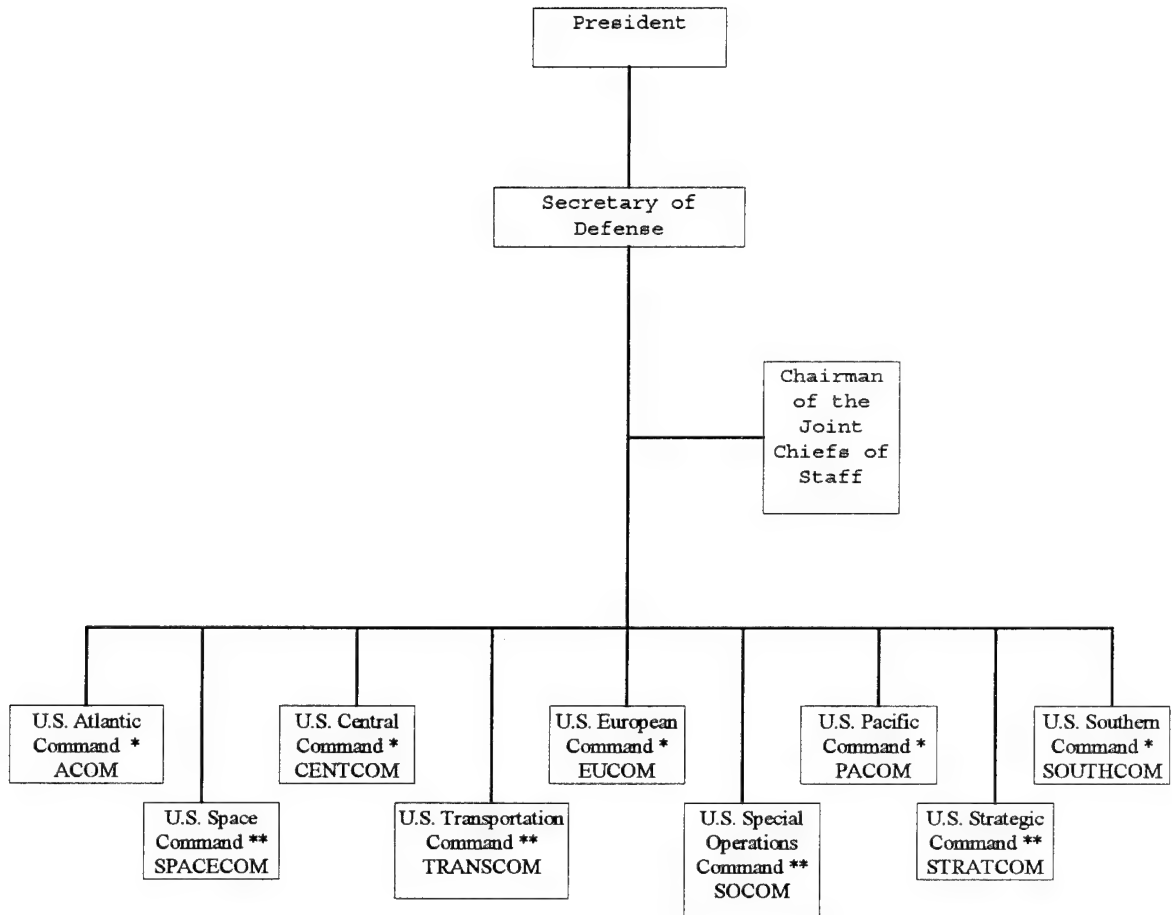 President
Secretary of
Defense
Chairman
of the
Joint
Chiefs of
Staff
U.S. Atlantic
Command *
ACOM
U.S. Central
Command *
CENTCOM
U.S. European
Command *
EUCOM
U.S. Pacific
Command *
PACOM
U.S. Southern
Command *
SOUTHCOM
U.S. Space
Command **
SPACECOM
U.S. Transportation
Command **
TRANSCOM
U.S. Special
Operations
Command **
SOCOM
U.S. Strategic
Command **
STRATCOM